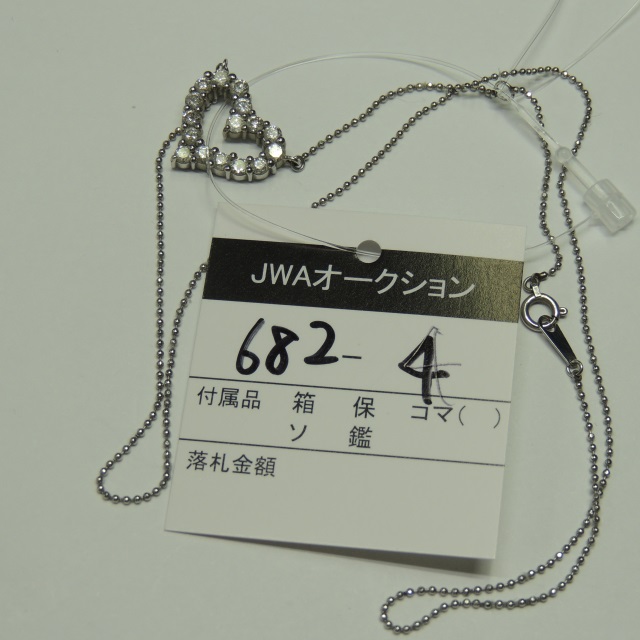 JWAオークション
682-4
付属品 箱 保 コマ( )
ソ 鑑
落札金額